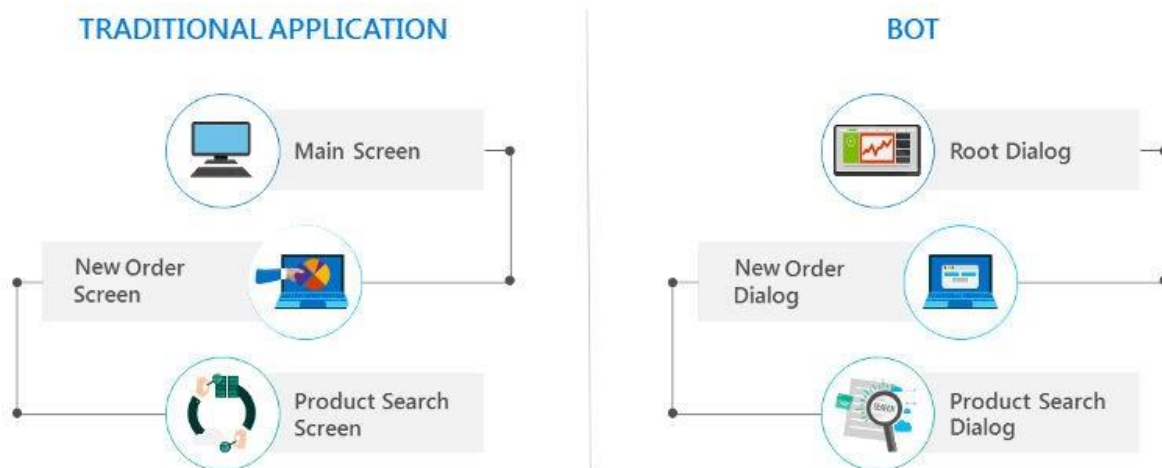 TRADITIONAL APPLICATION
Main Screen
New Order
Screen
Product Search
Screen
BOT
Root Dialog
New Order
Dialog
SEARCH
Product Search
Dialog